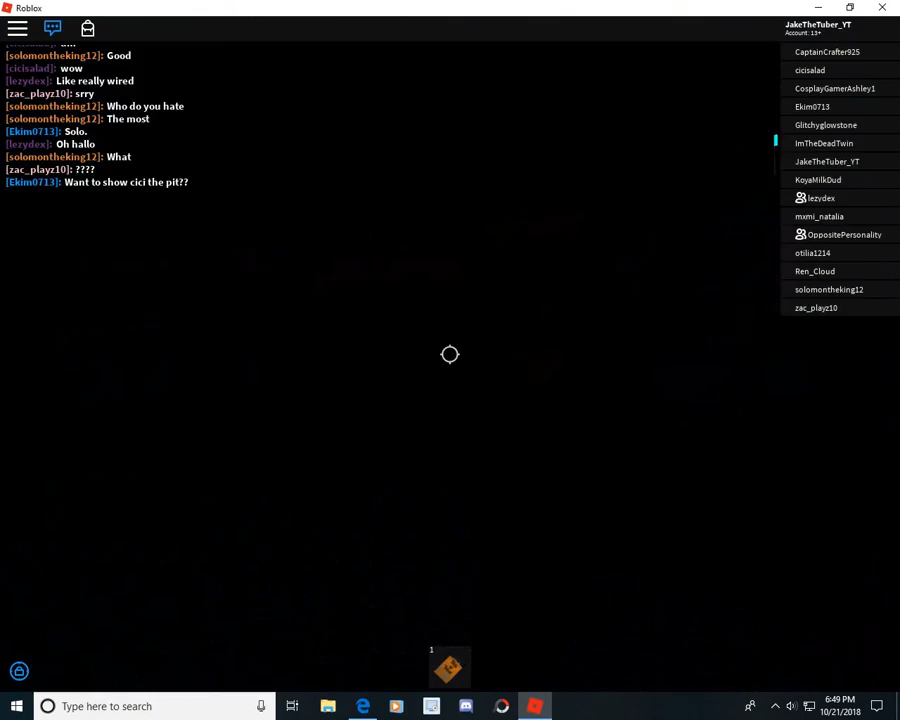 Roblox
JakeTheTuber_YT
Account: 13+
[solomontheking12]: Good
[cicisalad]: wow
[lezydex]: Like really wired
[zac_playz10]: srry
[solomontheking12]: Who do you hate
[solomontheking12]: The most
[Ekim0713]: Solo.
[lezydex]: Oh hallo
[solomontheking12]: What
[zac_playz10]: ????
[Ekim0713]: Want to show cici the pit??
CaptainCrafter925
cicisalad
CosplayGamerAshley1
Ekim0713
Glitchyglowstone
ImTheDeadTwin
JakeTheTuber_YT
KoyaMilkDud
lezydex
mxmi_natalia
OppositePersonality
otilia1214
Ren_Cloud
solomontheking12
zac_playz10
1
Type here to search
6:49 PM
10/21/2018